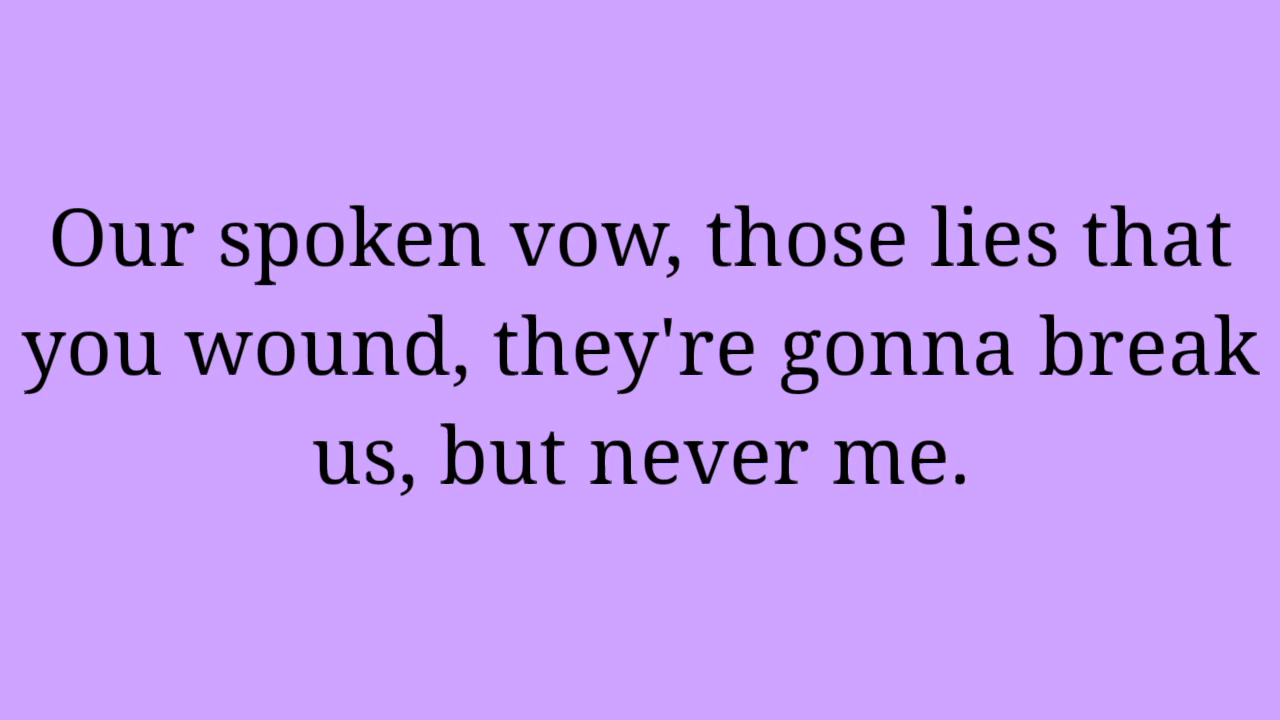 Our spoken vow, those lies that
you wound, they're gonna break
us, but never me.